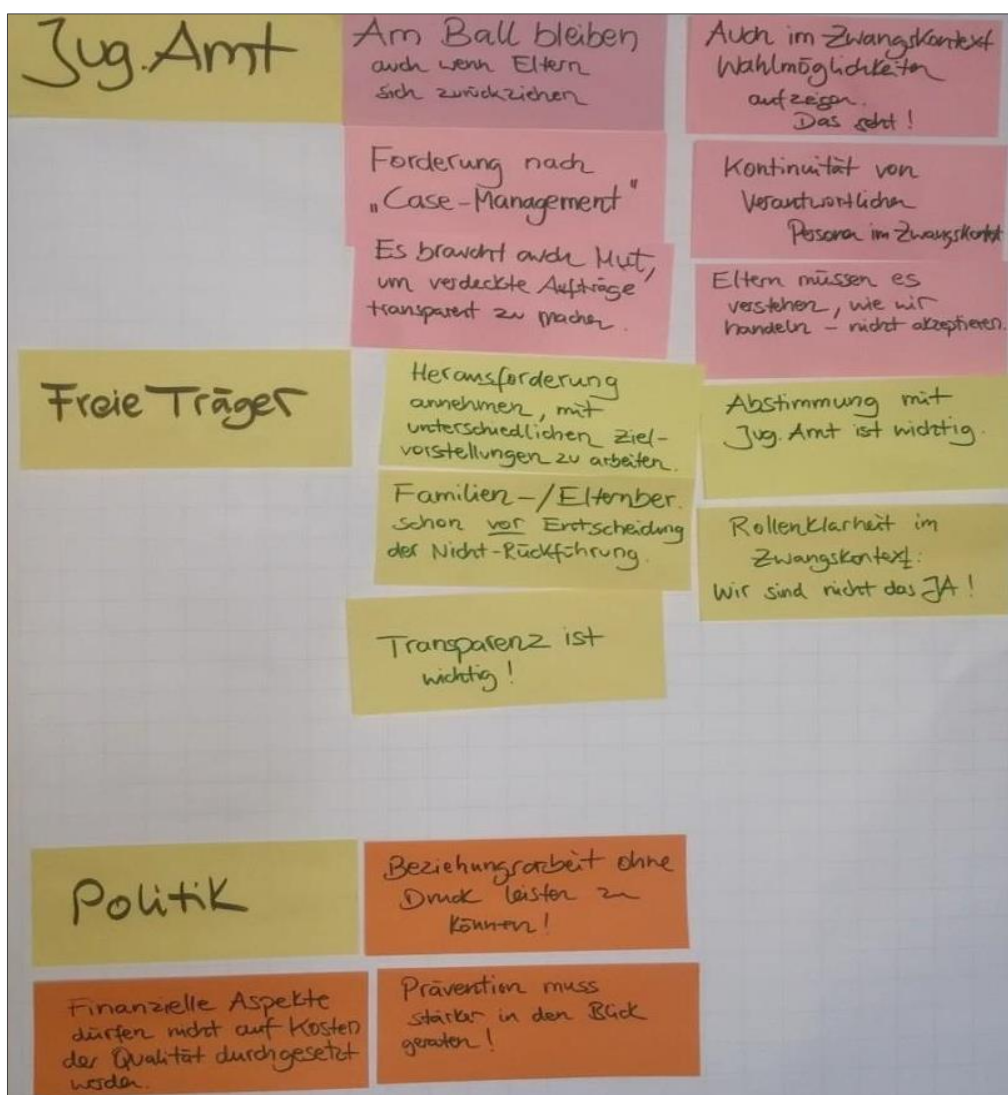 Jug.Amt
Am Ball bleiben
auch wenn Eltern
sich zurückziehen
Auch im Zwangskontext
Wahlmöglichkeiten
aufzeigen.
Das geht!
Forderung nach
„Case-Management"
Kontinuität von
Verantwortlichen
Personen im Zwangskontext
Es braucht auch Mut,
um verdeckte Aufträge
transparent zu machen.
Eltern müssen es
verstehen, wie wir
handeln – nicht akzeptieren.
Freie Träger
Herausforderung
annehmen, mit
unterschiedlichen Ziel-
vorstellungen zu arbeiten.
Abstimmung mit
Jug. Amt ist wichtig.
Familien-/Elternber.
schon vor Entscheidung
der Nicht-Rückführung.
Rollenklarheit im
Zwangskontext:
Wir sind nicht das JA!
Transparenz ist
wichtig!
Politik
Beziehungsarbeit ohne
Druck leisten zu
können!
Finanzielle Aspekte
dürfen nicht auf Kosten
der Qualität durchgesetzt
werden.
Prävention muss
stärker in den Blick
geraten!